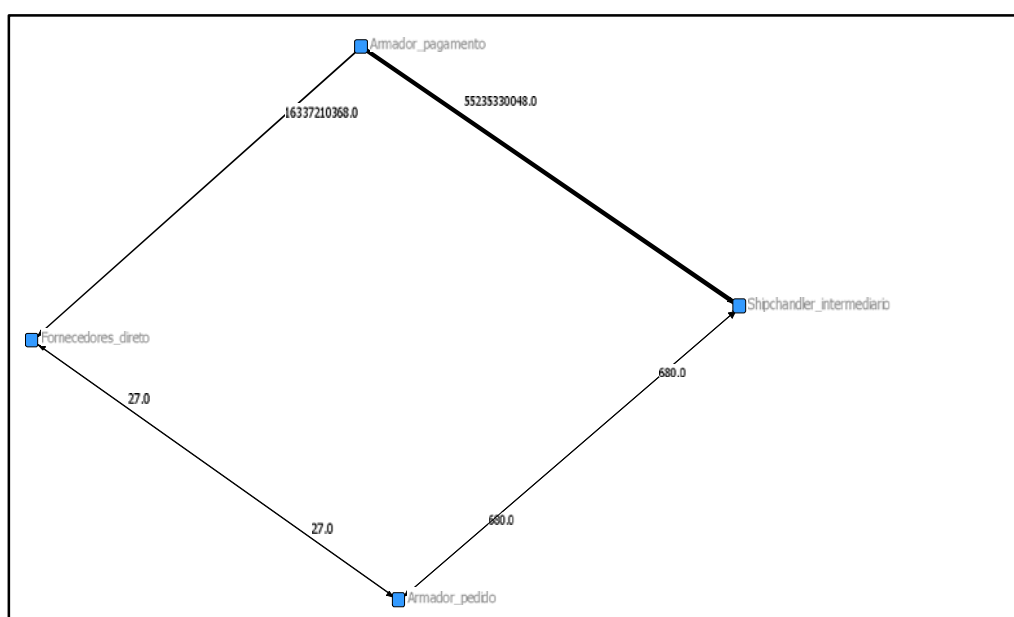 Armador_pagamento
55235330048.0
16337210368.0
Shipchandler_intermediario
Fornecedores_direto
680.0
27.0
680.0
27.0
Armador_pedido